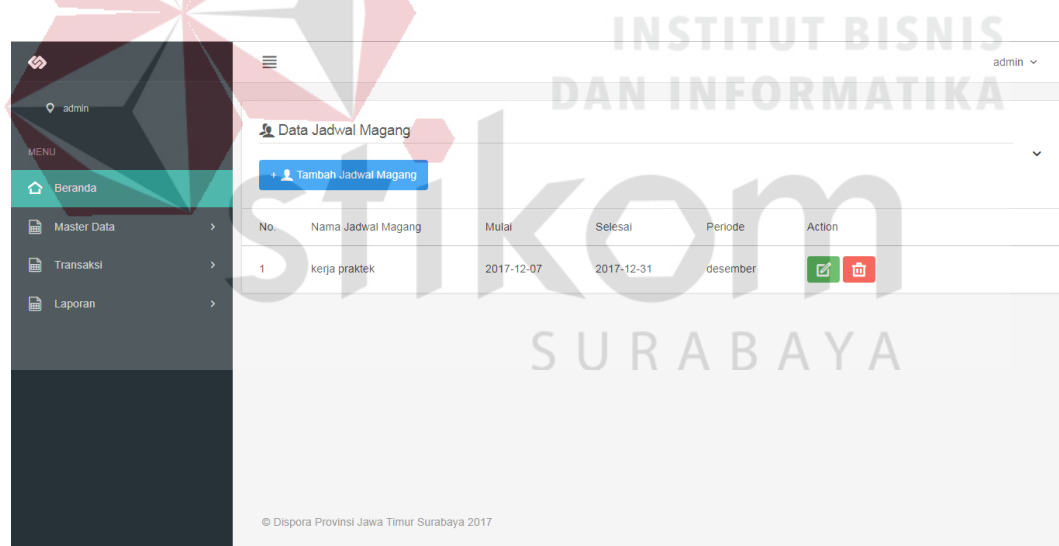 INSTITUT BISNIS
DAN INFORMATIKA
stikom
SURABAYA
admin
admin
MENU
Beranda
Master Data
Transaksi
Laporan
Data Jadwal Magang
+ Tambah Jadwal Magang
No. Nama Jadwal Magang Mulai Selesai Periode Action
1 kerja praktek 2017-12-07 2017-12-31 desember
© Dispora Provinsi Jawa Timur Surabaya 2017